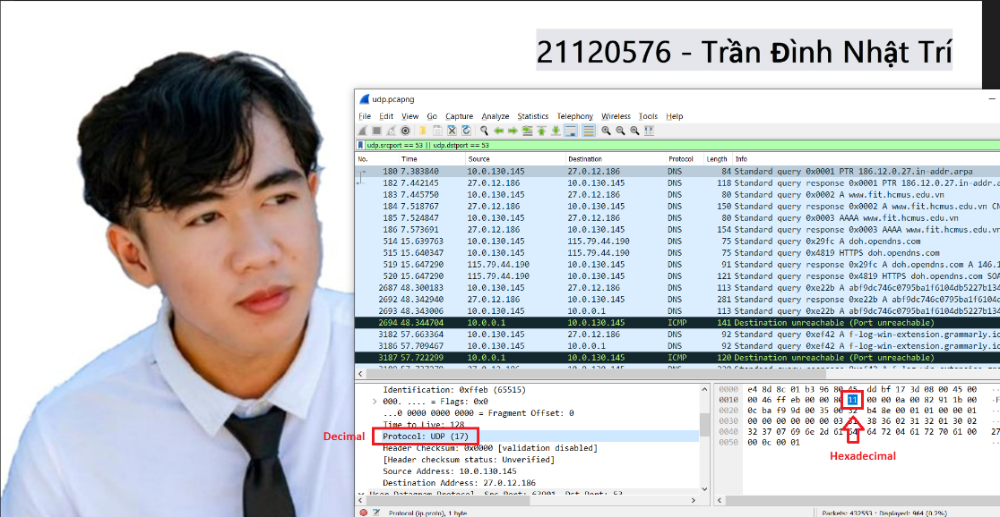 21120576 - Trần Đình Nhật Trí
udp.pcapng
File Edit View Go Capture Analyze Statistics Telephony Wireless Tools Help
udp.srcport == 53 || udp.dstport == 53
No. Time Source Destination Protocol Length Info
180 7.383840 10.0.130.145 27.0.12.186 DNS 84 Standard query 0x0001 PTR 186.12.0.27.in-addr.arpa
182 7.442145 27.0.12.186 10.0.130.145 DNS 118 Standard query response 0x0001 PTR 186.12.0.27.in-addr.a
183 7.445750 10.0.130.145 27.0.12.186 DNS 80 Standard query 0x0002 A www.fit.hcmus.edu.vn
184 7.518767 27.0.12.186 10.0.130.145 DNS 150 Standard query response 0x0002 A www.fit.hcmus.edu.vn CN
185 7.524847 10.0.130.145 27.0.12.186 DNS 80 Standard query 0x0003 AAAA www.fit.hcmus.edu.vn
186 7.573691 27.0.12.186 10.0.130.145 DNS 154 Standard query response 0x0003 AAAA www.fit.hcmus.edu.v
514 15.639763 10.0.130.145 115.79.44.190 DNS 75 Standard query 0x29fc A doh.opendns.com
515 15.640347 10.0.130.145 115.79.44.190 DNS 75 Standard query 0x4819 HTTPS doh.opendns.com
519 15.647290 115.79.44.190 10.0.130.145 DNS 91 Standard query response 0x29fc A doh.opendns.com A 146.1
520 15.647290 115.79.44.190 10.0.130.145 DNS 121 Standard query response 0x4819 HTTPS doh.opendns.com SOA
2687 48.300183 10.0.130.145 27.0.12.186 DNS 113 Standard query 0xe22b A abf9dc746c0795ba1f6104db5227b134
2692 48.342940 27.0.12.186 10.0.130.145 DNS 281 Standard query response 0xe22b A abf9dc746c0795ba1f6104
2693 48.343006 10.0.130.145 10.0.0.1 DNS 113 Standard query 0xe22b A abf9dc746c0795ba1f6104db5227b134
2694 48.344704 10.0.0.1 10.0.130.145 ICMP 141 Destination unreachable (Port unreachable)
3182 57.663364 10.0.130.145 27.0.12.186 DNS 92 Standard query 0xef42 A f-log-win-extension.grammarly.io
3186 57.709467 10.0.130.145 10.0.0.1 DNS 92 Standard query 0xef42 A f-log-win-extension.grammarly.io
3187 57.722299 10.0.0.1 10.0.130.145 ICMP 120 Destination unreachable (Port unreachable)
Identification: 0xffeb (65515)
000. .... = Flags: 0x0
...0 0000 0000 0000 = Fragment Offset: 0
Time to Live: 128
Decimal
Protocol: UDP (17)
Header Checksum: 0x0000 [validation disabled]
[Header checksum status: Unverified]
Source Address: 10.0.130.145
Destination Address: 27.0.12.186
User Datagram Protocol, Src Port: 63901, Dst Port: 53
0000 e4 8d 8c 01 b3 96 80 45 dd bf 17 3d 08 00 45 00
0010 00 46 ff eb 00 00 80 11 00 00 0a 00 82 91 1b 00
0020 0c ba f9 9d 00 35 00 32 b4 8e 00 01 01 00 00 01
0030 00 00 00 00 00 00 03 31 38 36 02 31 32 01 30 02
0040 32 37 07 69 6e 2d 61 64 64 72 04 61 72 70 61 00
0050 00 0c 00 01
Hexadecimal
Protocol (ip.proto), 1 byte
Packets: 432553 · Displayed: 964 (0.2%)